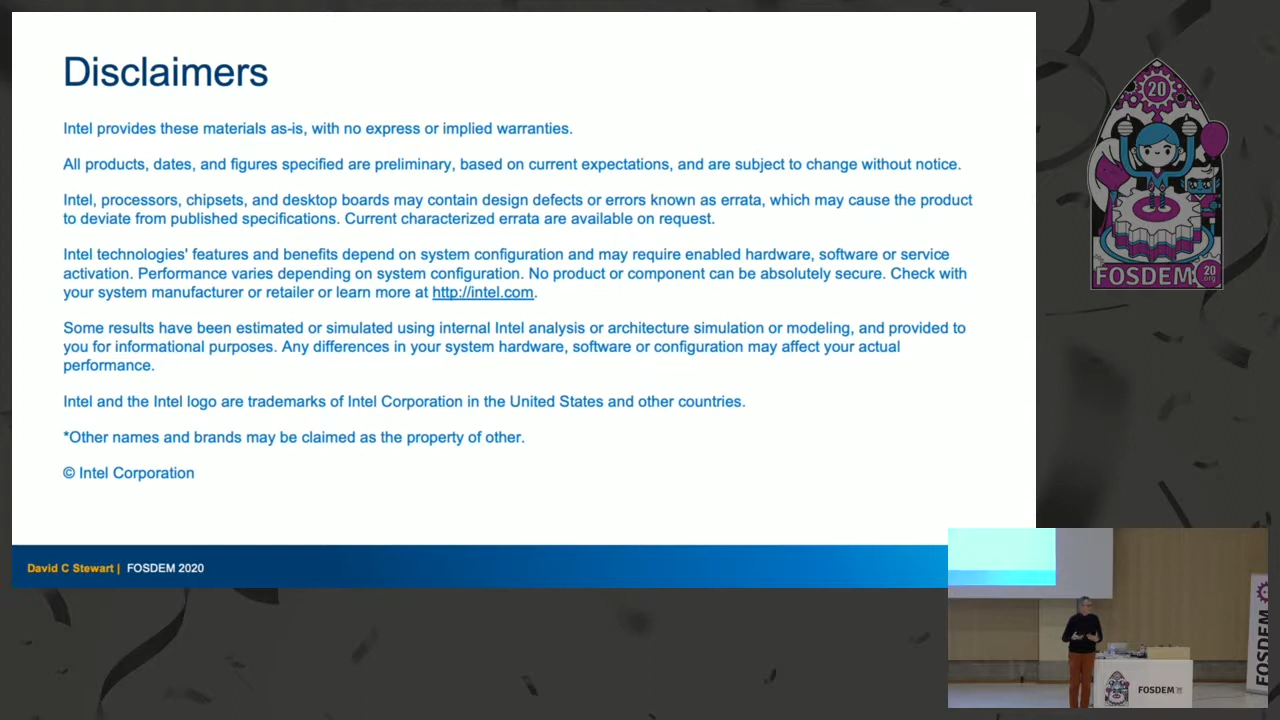 Disclaimers
Intel provides these materials as-is, with no express or implied warranties.
All products, dates, and figures specified are preliminary, based on current expectations, and are subject to change without notice.
Intel, processors, chipsets, and desktop boards may contain design defects or errors known as errata, which may cause the product
to deviate from published specifications. Current characterized errata are available on request.
Intel technologies' features and benefits depend on system configuration and may require enabled hardware, software or service
activation. Performance varies depending on system configuration. No product or component can be absolutely secure. Check with
your system manufacturer or retailer or learn more at http://intel.com.
Some results have been estimated or simulated using internal Intel analysis or architecture simulation or modeling, and provided to
you for informational purposes. Any differences in your system hardware, software or configuration may affect your actual
performance.
Intel and the Intel logo are trademarks of Intel Corporation in the United States and other countries.
*Other names and brands may be claimed as the property of other.
© Intel Corporation
David C Stewart | FOSDEM 2020
20
FOSDEM 20
.org
FOSDEM
FOSDEM